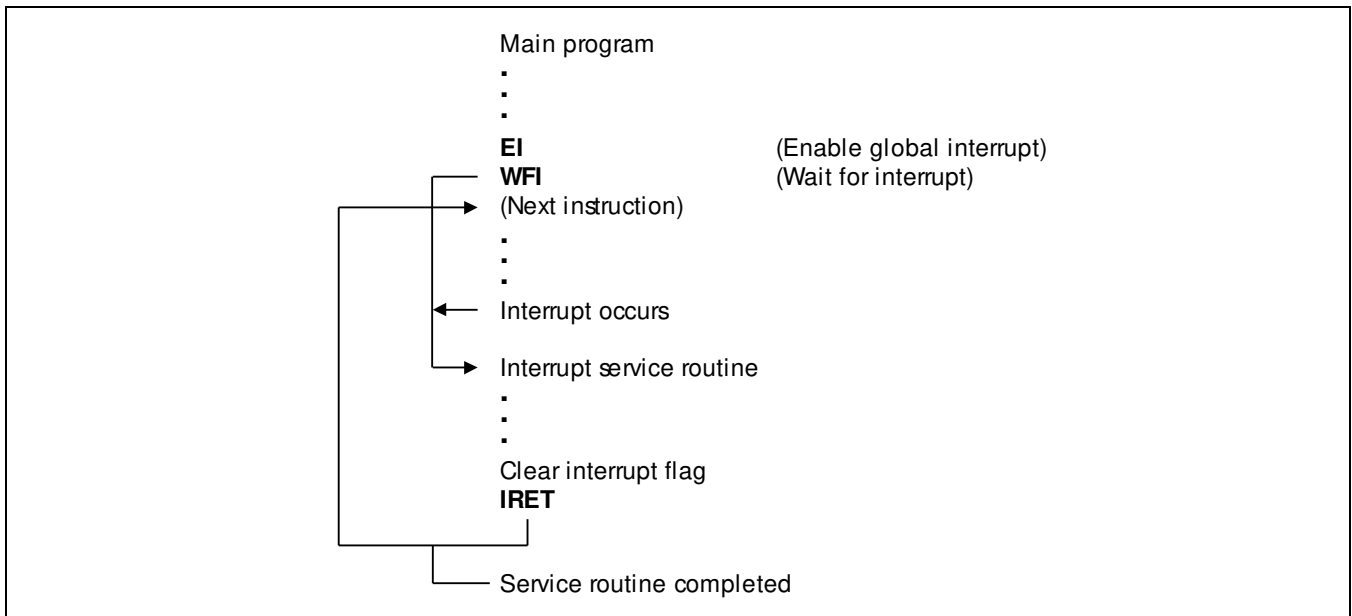 Main program
EI (Enable global interrupt)
WFI (Wait for interrupt)
(Next instruction)
Interrupt occurs
Interrupt service routine
Clear interrupt flag
IRET
Service routine completed